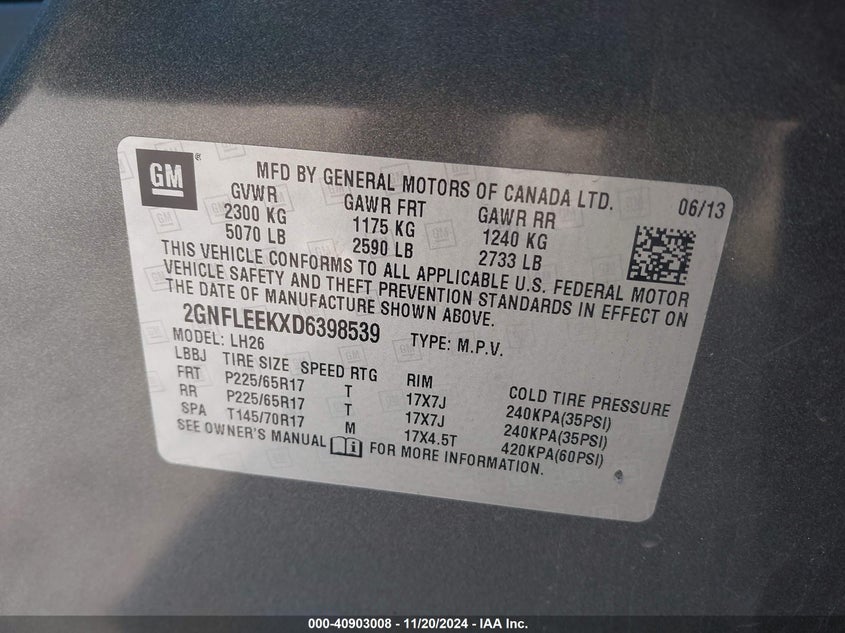 GM ®
MFD BY GENERAL MOTORS OF CANADA LTD. 06/13
GVWR GAWR FRT GAWR RR
2300 KG 1175 KG 1240 KG
5070 LB 2590 LB 2733 LB
THIS VEHICLE CONFORMS TO ALL APPLICABLE U.S. FEDERAL MOTOR
VEHICLE SAFETY AND THEFT PREVENTION STANDARDS IN EFFECT ON
THE DATE OF MANUFACTURE SHOWN ABOVE.
2GNFLEEKXD6398539 TYPE: M.P.V.
MODEL: LH26
LBBJ TIRE SIZE SPEED RTG RIM COLD TIRE PRESSURE
FRT P225/65R17 T 17X7J 240KPA(35PSI)
RR P225/65R17 T 17X7J 240KPA(35PSI)
SPA T145/70R17 M 17X4.5T 420KPA(60PSI)
SEE OWNER'S MANUAL i FOR MORE INFORMATION.
000-40903008 - 11/20/2024 - IAA Inc.